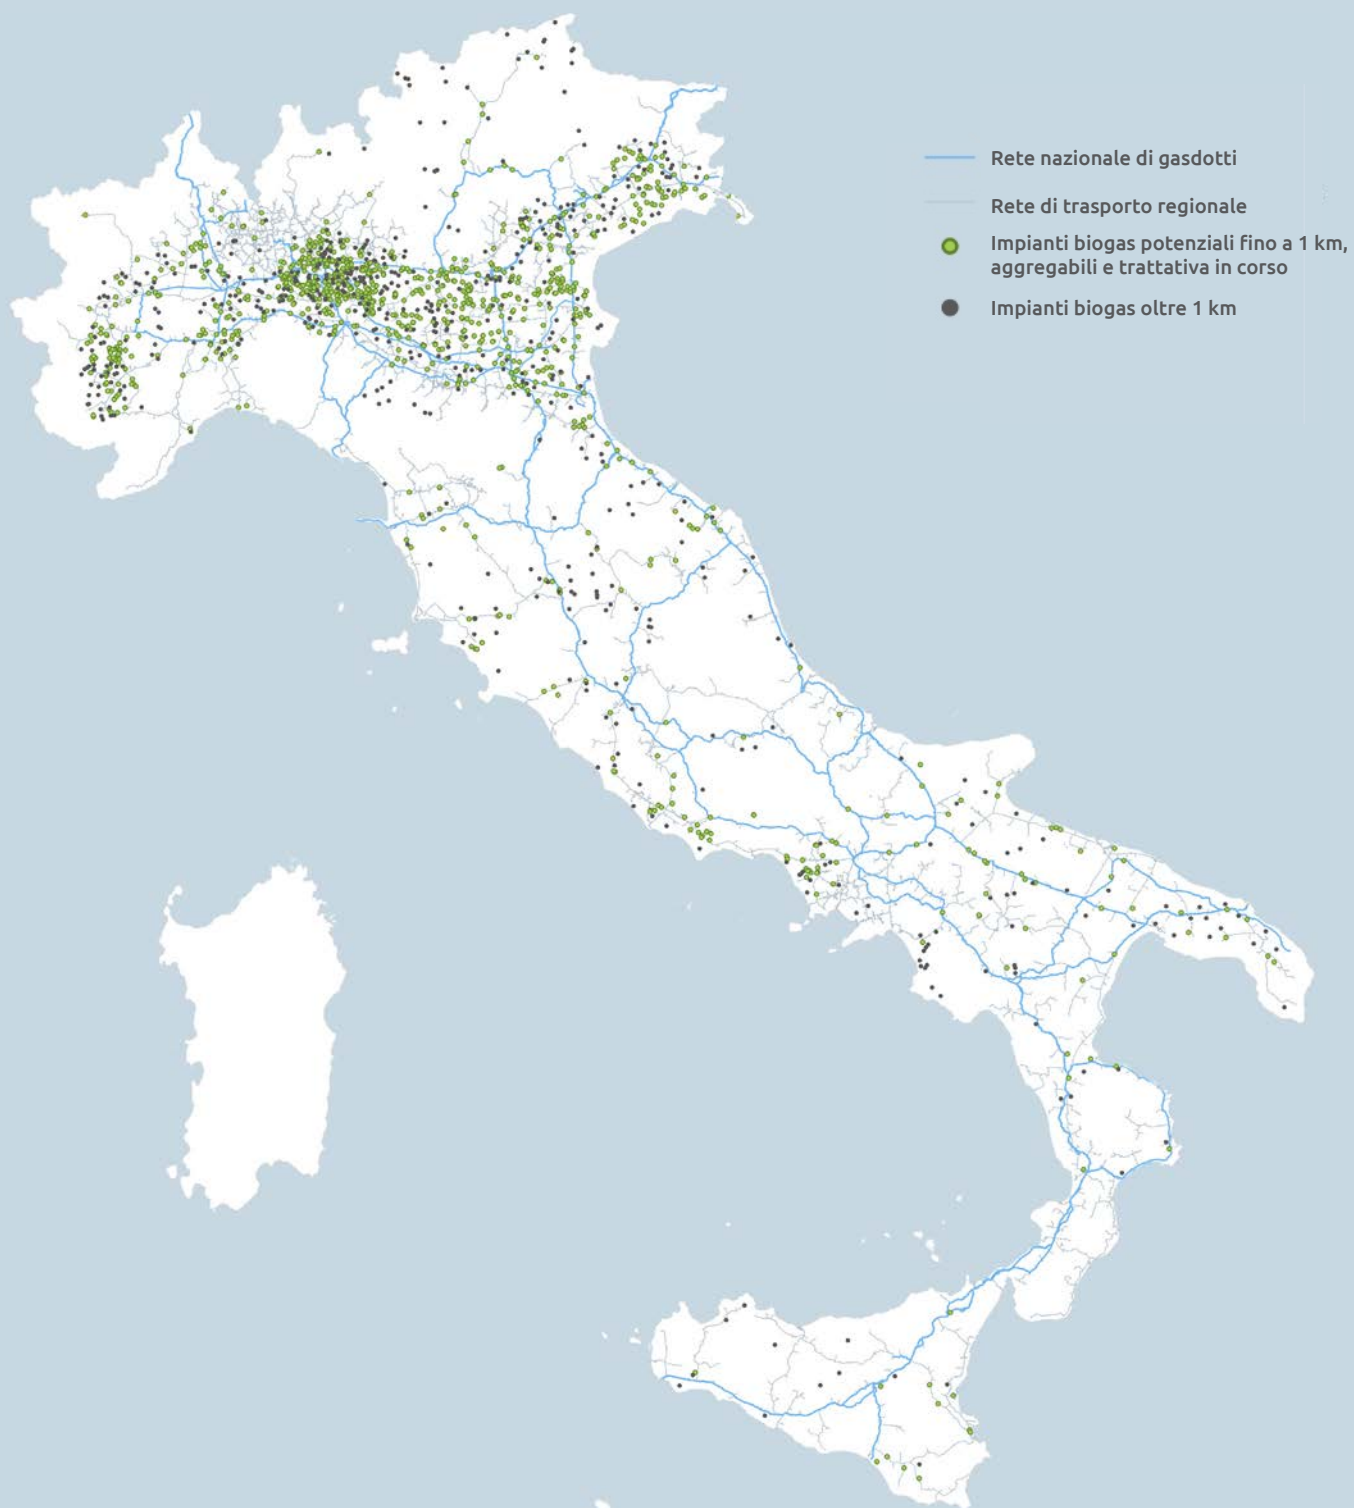 Rete nazionale di gasdotti
Rete di trasporto regionale
Impianti biogas potenziali fino a 1 km,
aggregabili e trattativa in corso
Impianti biogas oltre 1 km